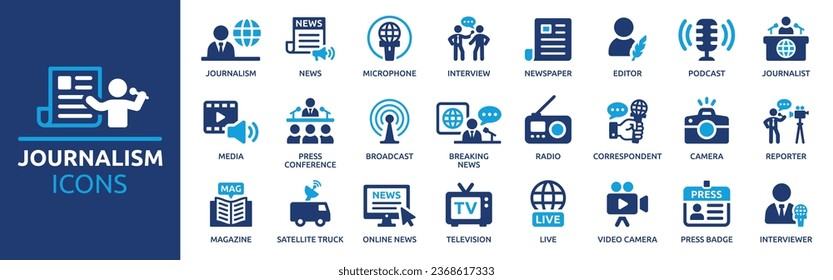 JOURNALISM
ICONS
NEWS
JOURNALISM
NEWS
MICROPHONE
INTERVIEW
NEWSPAPER
EDITOR
PODCAST
JOURNALIST
MEDIA
PRESS
CONFERENCE
BROADCAST
BREAKING
NEWS
RADIO
CORRESPONDENT
CAMERA
REPORTER
MAG
NEWS
TV
LIVE
PRESS
MAGAZINE
SATELLITE TRUCK
ONLINE NEWS
TELEVISION
LIVE
VIDEO CAMERA
PRESS BADGE
INTERVIEWER
shutterstock.com · 2368617333